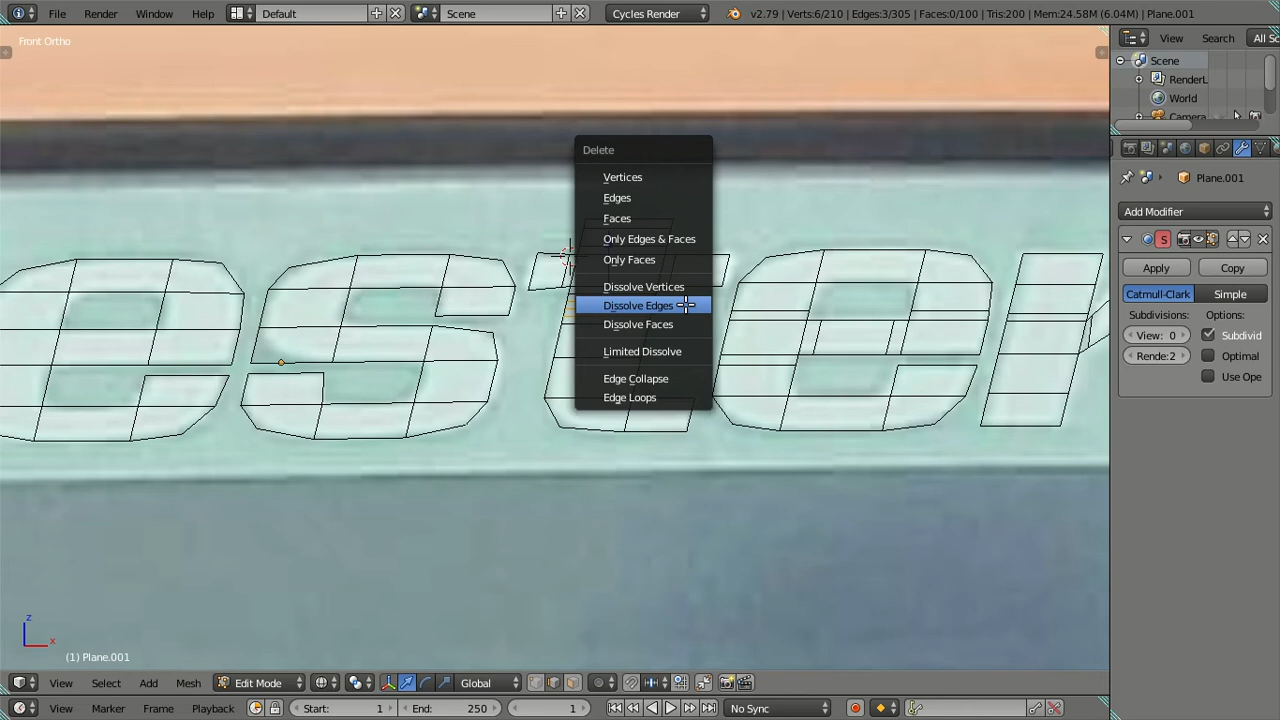 File Render Window Help Default Scene Cycles Render v2.79 | Verts:6/210 | Edges:3/305 | Faces:0/100 | Tris:200 | Mem:24.58M (6.04M) | Plane.001
Front Ortho
View Search All Sc
Scene
RenderL
World
Camera
Delete
Vertices
Edges
Faces
Only Edges & Faces
Only Faces
Dissolve Vertices
Dissolve Edges
Dissolve Faces
Limited Dissolve
Edge Collapse
Edge Loops
Plane.001
Add Modifier
S
Apply Copy
Catmull-Clark Simple
Subdivisions: Options:
View: 0 Subdivid
Rende: 2 Optimal
Use Ope
ester
z
x
(1) Plane.001
View Select Add Mesh Edit Mode Global
View Marker Frame Playback Start: 1 End: 250 1 No Sync